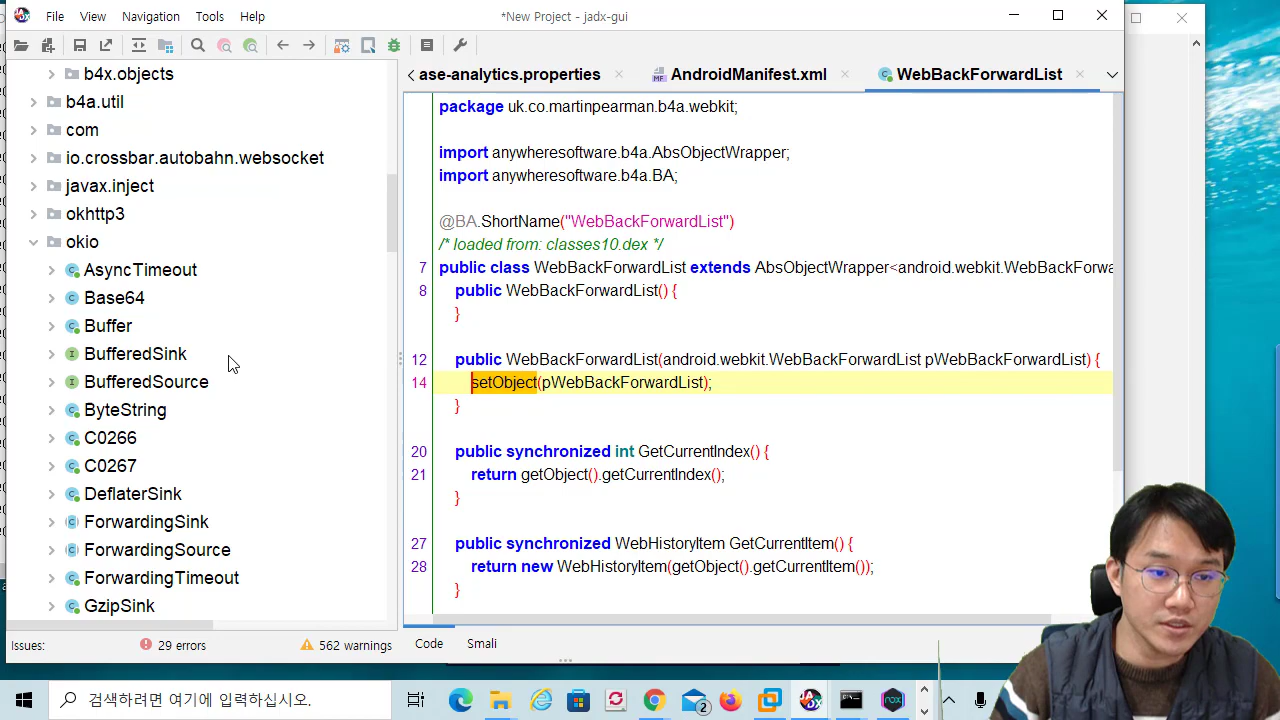 *New Project - jadx-gui
File View Navigation Tools Help
b4x.objects
b4a.util
com
io.crossbar.autobahn.websocket
javax.inject
okhttp3
okio
AsyncTimeout
Base64
Buffer
BufferedSink
BufferedSource
ByteString
C0266
C0267
DeflaterSink
ForwardingSink
ForwardingSource
ForwardingTimeout
GzipSink
Issues: 29 errors 562 warnings
ase-analytics.properties AndroidManifest.xml WebBackForwardList
package uk.co.martinpearman.b4a.webkit;
import anywheresoftware.b4a.AbsObjectWrapper;
import anywheresoftware.b4a.BA;
@BA.ShortName("WebBackForwardList")
/* loaded from: classes10.dex */
7 public class WebBackForwardList extends AbsObjectWrapper<android.webkit.WebBackForwa
8 public WebBackForwardList() {
}
12 public WebBackForwardList(android.webkit.WebBackForwardList pWebBackForwardList) {
14 setObject(pWebBackForwardList);
}
20 public synchronized int GetCurrentIndex() {
21 return getObject().getCurrentIndex();
}
27 public synchronized WebHistoryItem GetCurrentItem() {
28 return new WebHistoryItem(getObject().getCurrentItem());
}
Code Smali
검색하려면 여기에 입력하십시오.
2
nox